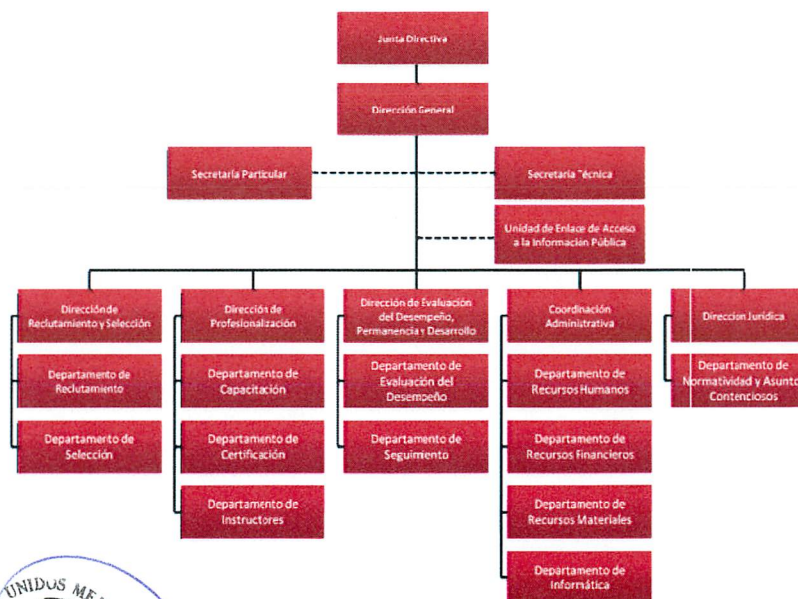 Junta Directiva
Dirección General
Secretaría Particular
Secretaría Técnica
Unidad de Enlace de Acceso
a la Información Pública
Dirección de
Reclutamiento y Selección
Departamento de
Reclutamiento
Departamento de
Selección
Dirección de
Profesionalización
Departamento de
Capacitación
Departamento de
Certificación
Departamento de
Instructores
Dirección de Evaluación
del Desempeño,
Permanencia y Desarrollo
Departamento de
Evaluación del
Desempeño
Departamento de
Seguimiento
Coordinación
Administrativa
Departamento de
Recursos Humanos
Departamento de
Recursos Financieros
Departamento de
Recursos Materiales
Departamento de
Informática
Dirección Jurídica
Departamento de
Normatividad y Asunto
Contenciosos
UNIDOS